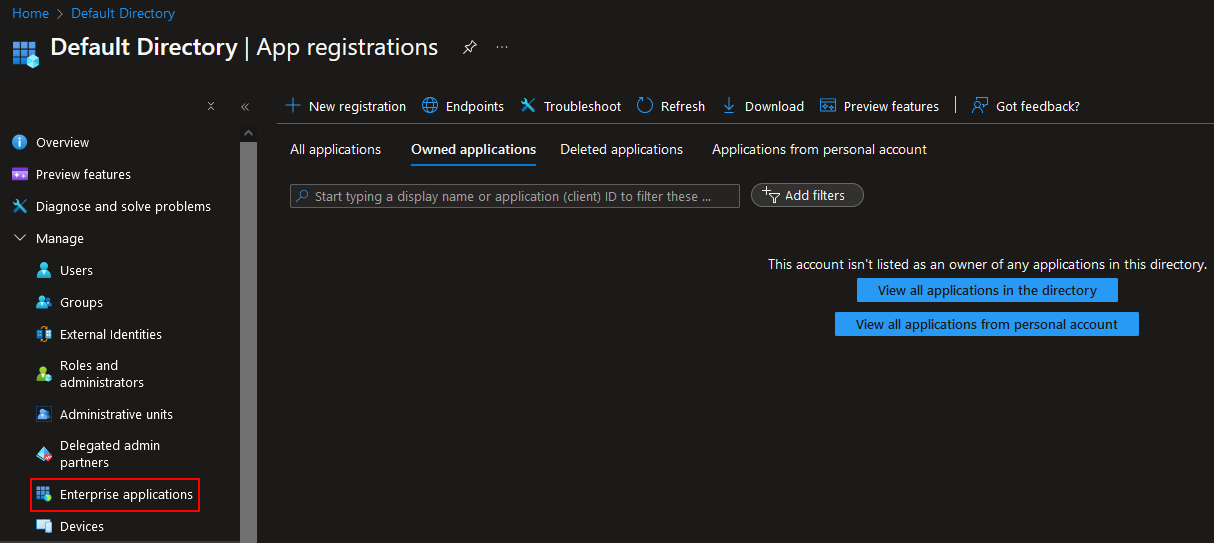 Home > Default Directory
Default Directory | App registrations
New registration Endpoints Troubleshoot Refresh Download Preview features Got feedback?
Overview
Preview features
Diagnose and solve problems
Manage
Users
Groups
External Identities
Roles and
administrators
Administrative units
Delegated admin
partners
Enterprise applications
Devices
All applications Owned applications Deleted applications Applications from personal account
Start typing a display name or application (client) ID to filter these ... Add filters
This account isn't listed as an owner of any applications in this directory.
View all applications in the directory
View all applications from personal account